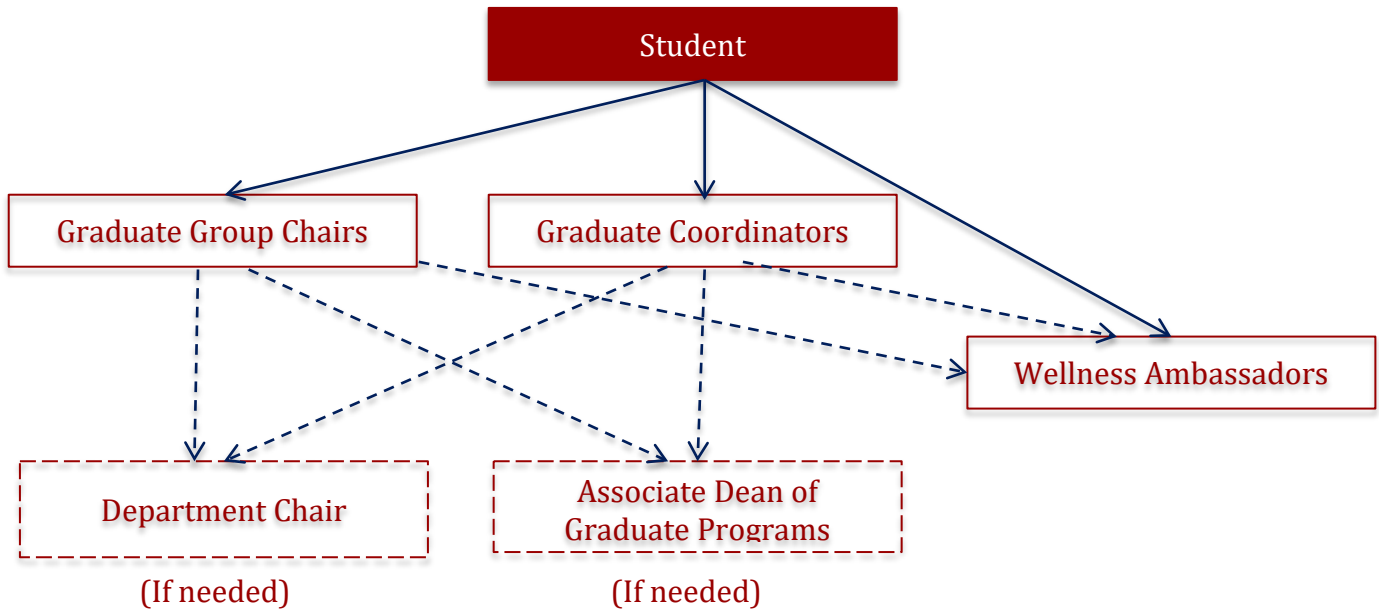 Student
Graduate Group Chairs
Graduate Coordinators
Wellness Ambassadors
Department Chair
Associate Dean of
Graduate Programs
(If needed)
(If needed)